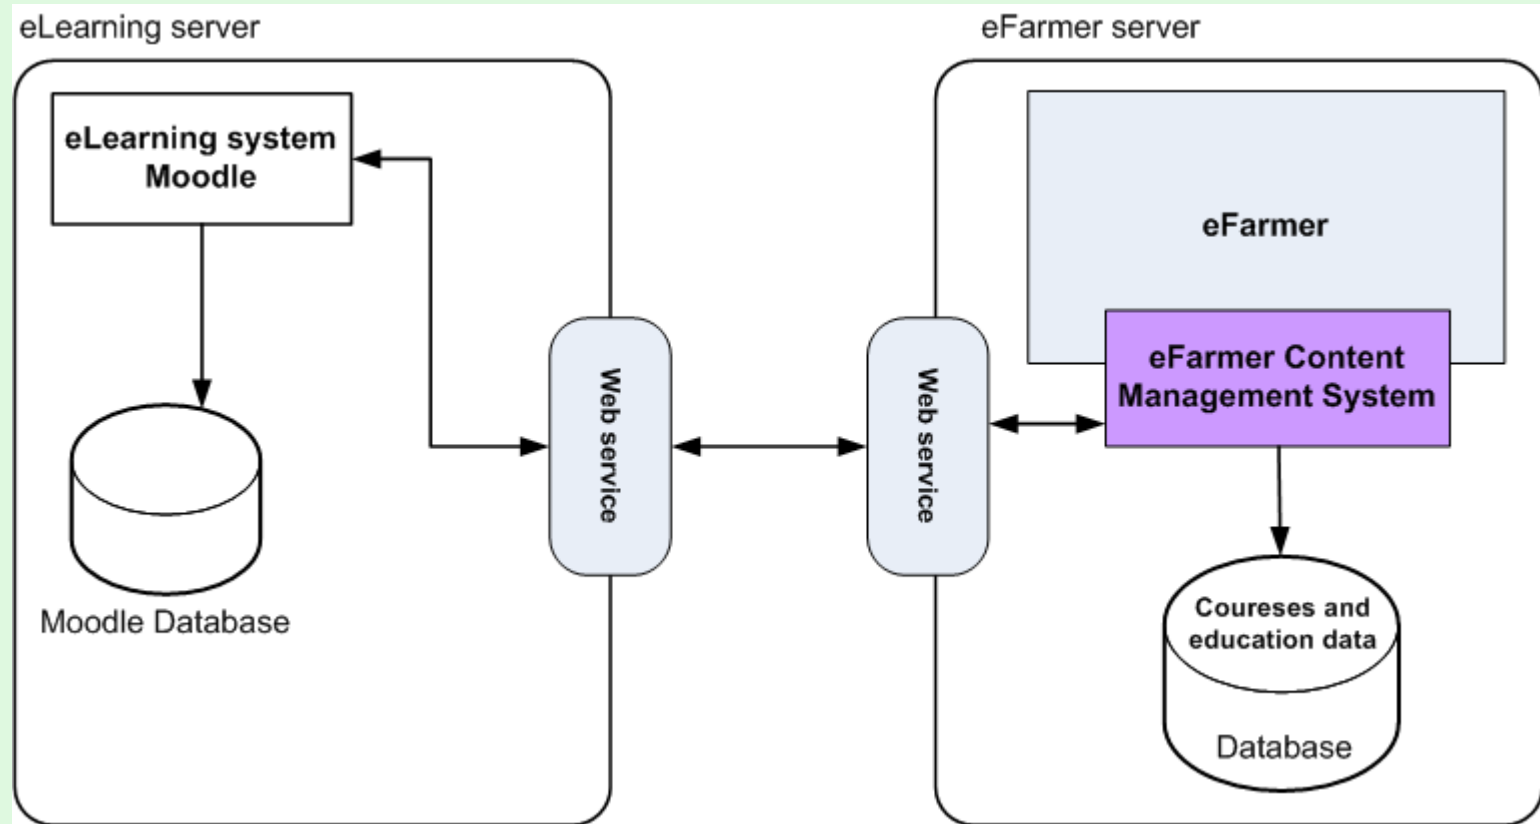 eLearning server
eFarmer server
eLearning system
Moodle
eFarmer
eFarmer Content
Management System
Web service
Web service
Moodle Database
Coureses and
education data
Database